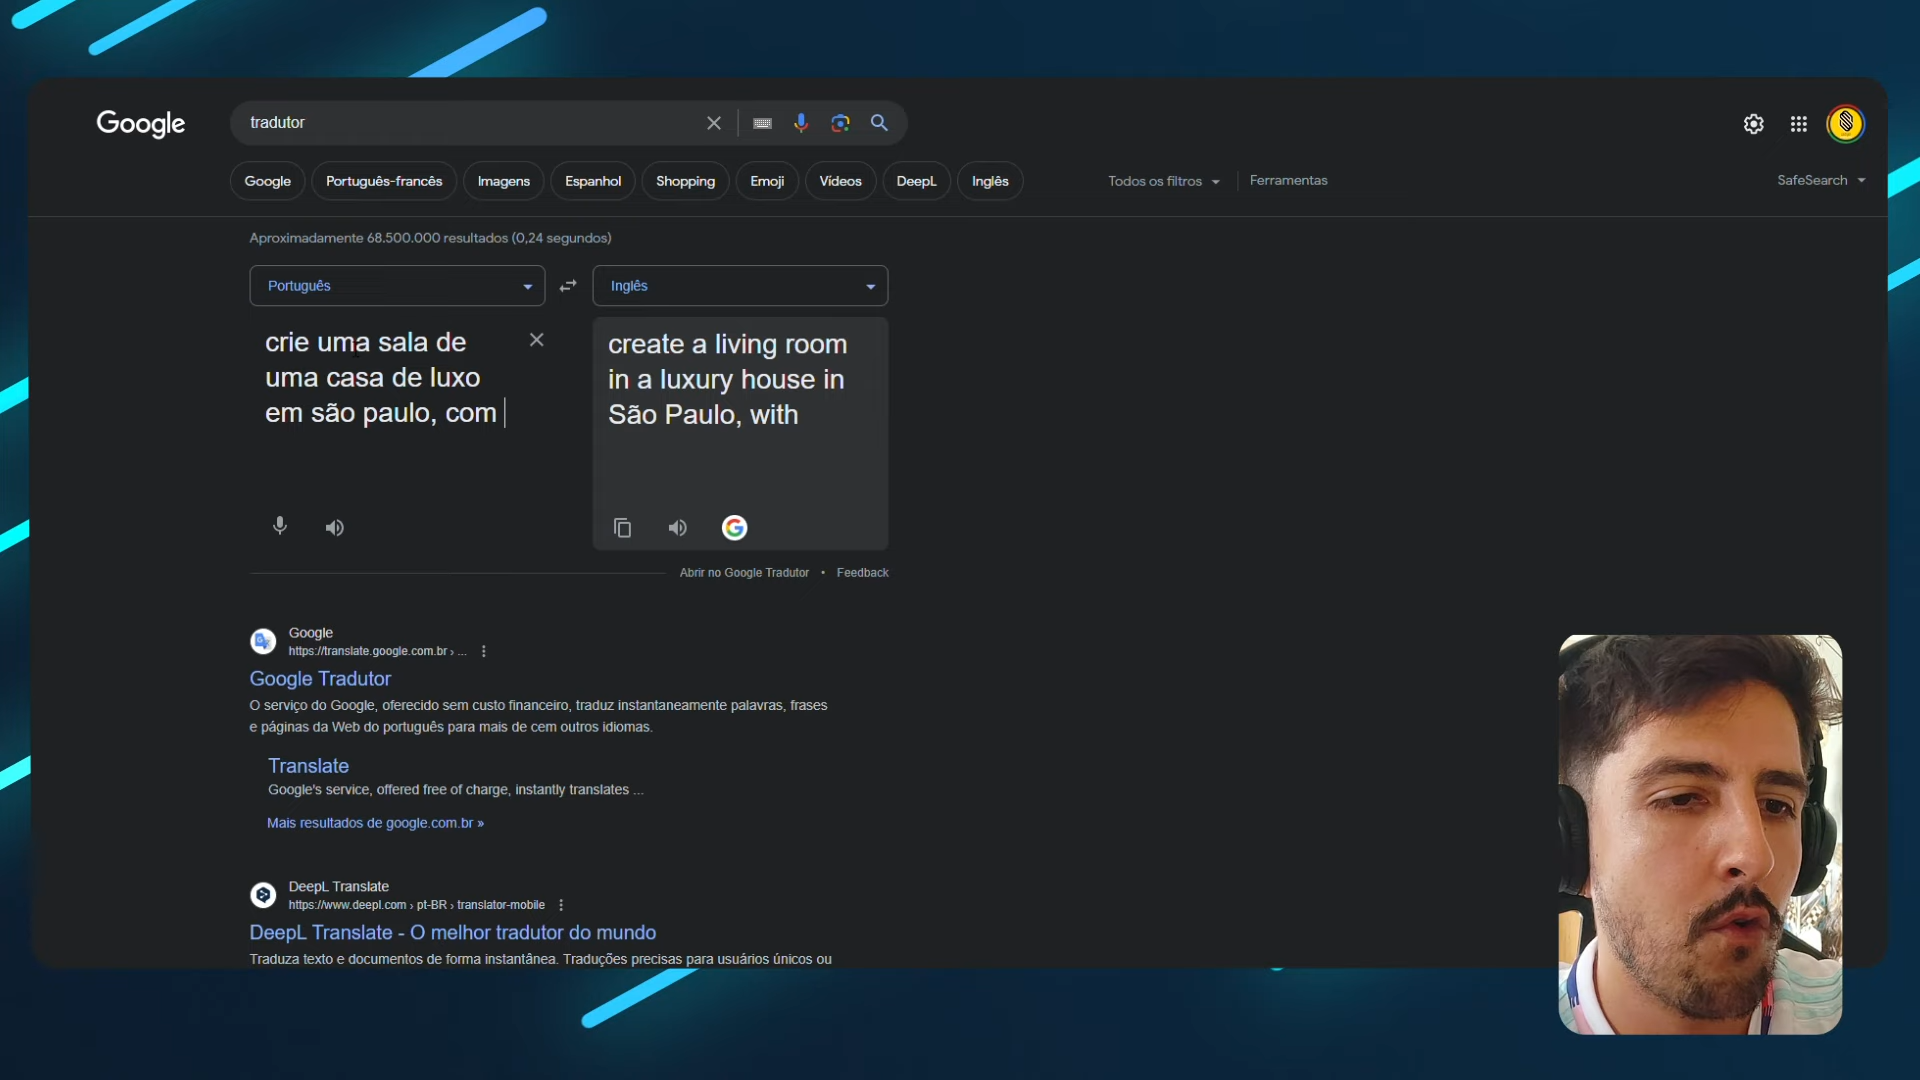 Google
tradutor
Google
Português-francês
Imagens
Espanhol
Shopping
Emoji
Vídeos
DeepL
Inglês
Todos os filtros
Ferramentas
SafeSearch
Aproximadamente 68.500.000 resultados (0,24 segundos)
Português
Inglês
crie uma sala de
uma casa de luxo
em são paulo, com
create a living room
in a luxury house in
São Paulo, with
Abrir no Google Tradutor • Feedback
Google
https://translate.google.com.br › ...
Google Tradutor
O serviço do Google, oferecido sem custo financeiro, traduz instantaneamente palavras, frases
e páginas da Web do português para mais de cem outros idiomas.
Translate
Google's service, offered free of charge, instantly translates ...
Mais resultados de google.com.br »
DeepL Translate
https://www.deepl.com › pt-BR › translator-mobile
DeepL Translate - O melhor tradutor do mundo
Traduza texto e documentos de forma instantânea. Traduções precisas para usuários únicos ou